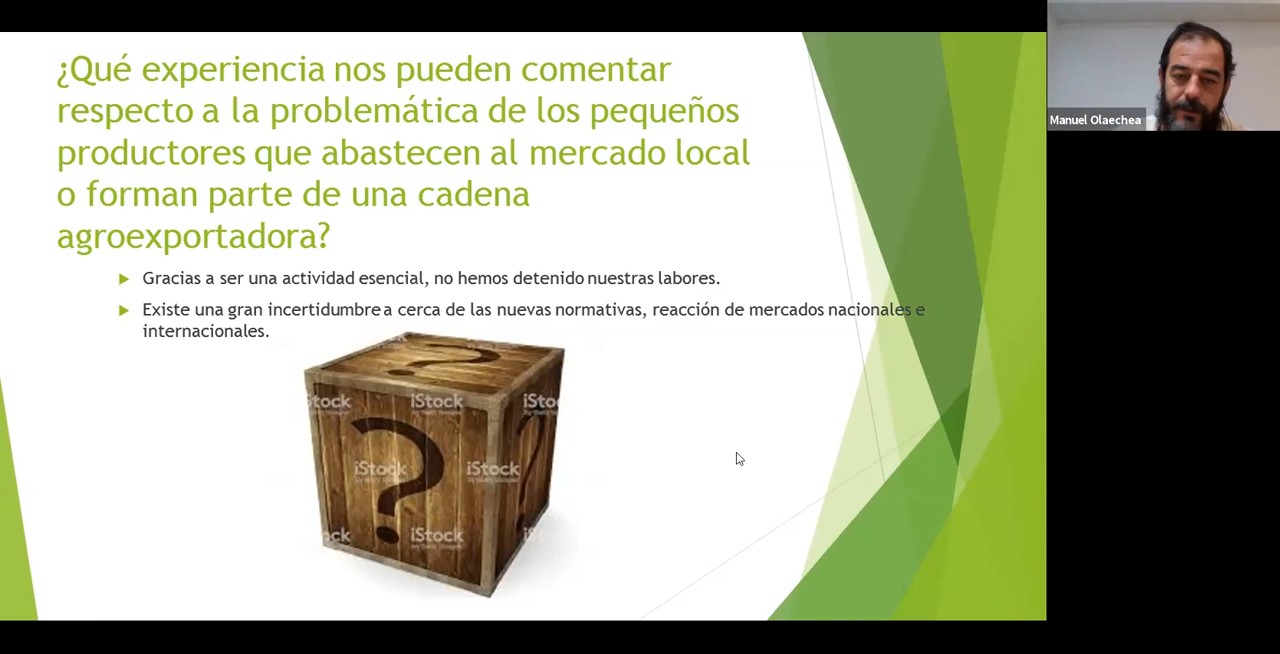 ¿Qué experiencia nos pueden comentar
respecto a la problemática de los pequeños
productores que abastecen al mercado local
o forman parte de una cadena
agroexportadora?
Gracias a ser una actividad esencial, no hemos detenido nuestras labores.
Existe una gran incertidumbre a cerca de las nuevas normativas, reacción de mercados nacionales e
internacionales.
Manuel Olaechea
?
iStock
iStock
?
iStock
iStock
iStock
?